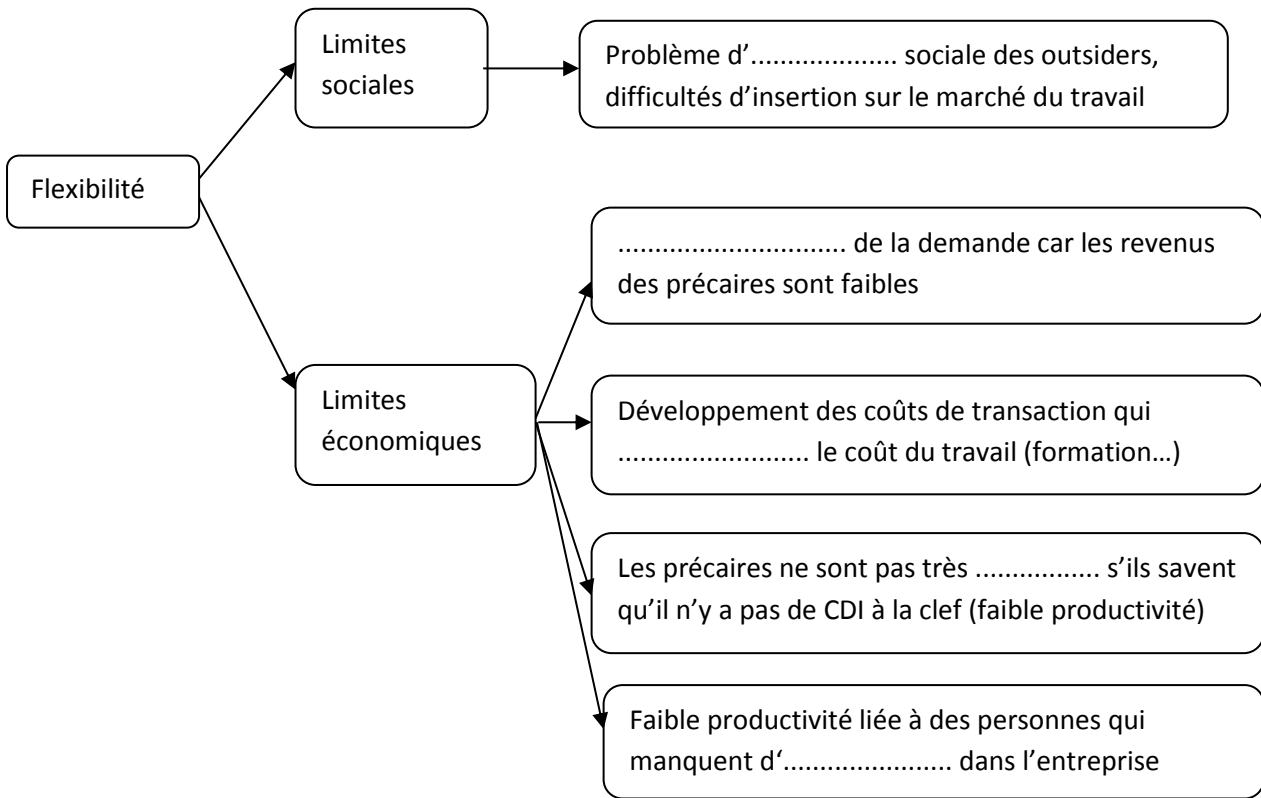 Limites
sociales
Problème d’..................... sociale des outsiders,
difficultés d’insertion sur le marché du travail
Flexibilité
............................... de la demande car les revenus
des précaires sont faibles
Limites
économiques
Développement des coûts de transaction qui
.......................... le coût du travail (formation…)
Les précaires ne sont pas très ................. s’ils savent
qu’il n’y a pas de CDI à la clef (faible productivité)
Faible productivité liée à des personnes qui
manquent d‘....................... dans l’entreprise